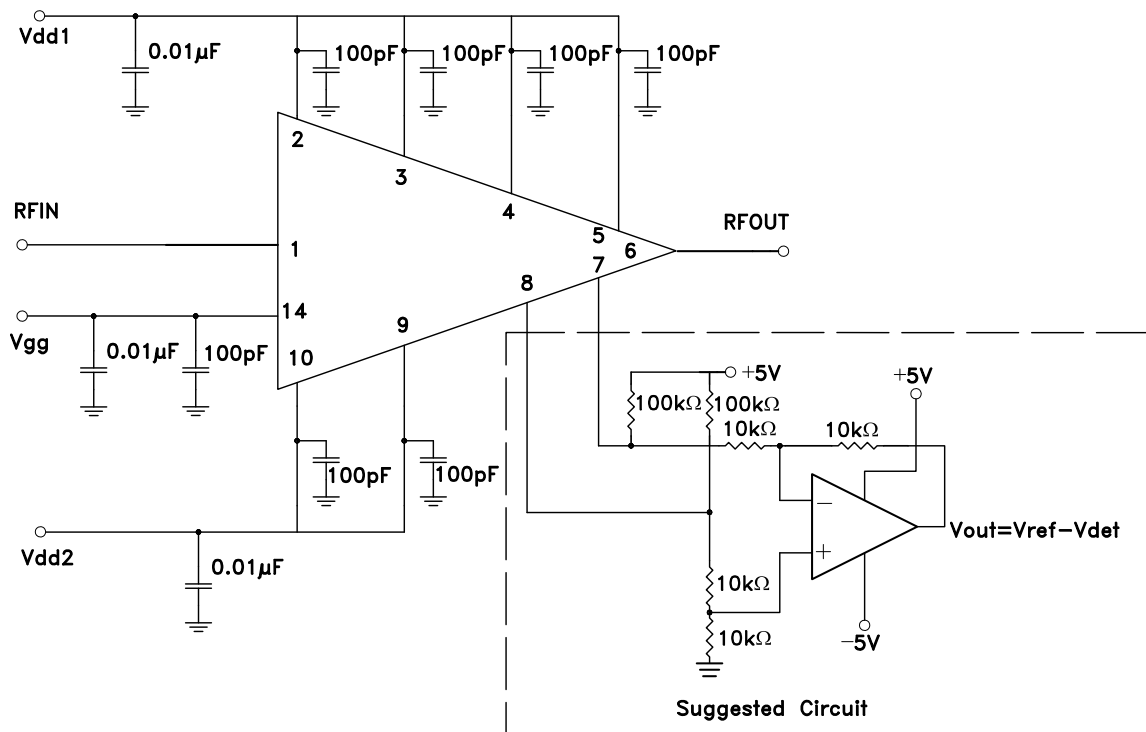 Vdd1
0.01µF
100pF
100pF
100pF
100pF
2
3
4
5
6
7
8
RFIN
1
RFOUT
14
Vgg
0.01µF
100pF
10
9
100pF
100pF
Vdd2
0.01µF
+5V
100kΩ
100kΩ
10kΩ
10kΩ
+5V
−
+
Vout=Vref−Vdet
10kΩ
10kΩ
−5V
Suggested Circuit